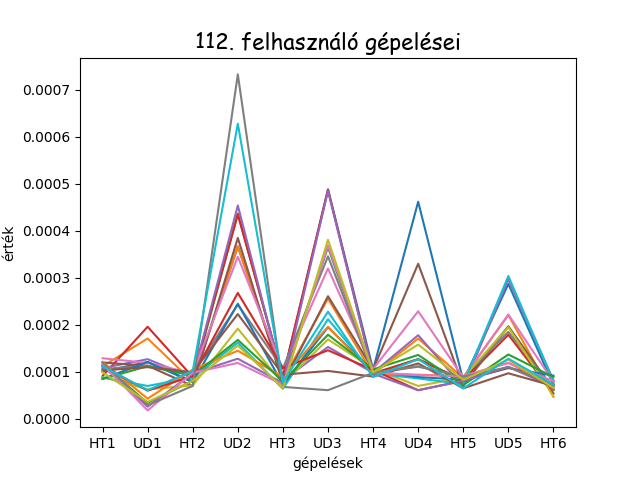 112. felhasználó gépelései
0.0007
0.0006
0.0005
0.0004
0.0003
0.0002
0.0001
0.0000
érték
HT1 UD1 HT2 UD2 HT3 UD3 HT4 UD4 HT5 UD5 HT6
gépelések